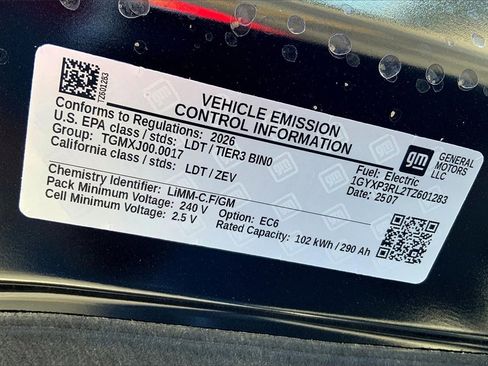 TZ601283
VEHICLE EMISSION
CONTROL INFORMATION
Conforms to Regulations: 2026
U.S. EPA class / stds: LDT / TIER3 BIN0
Group: TGMXJ00.0017
California class / stds: LDT / ZEV
gm
GENERAL
MOTORS
LLC
Fuel: Electric
1GYXP3RL2TZ601283
Date: 2507
Chemistry Identifier: LiMM-C.F/GM
Pack Minimum Voltage: 240 V
Option: EC6
Cell Minimum Voltage: 2.5 V
Rated Capacity: 102 kWh / 290 Ah